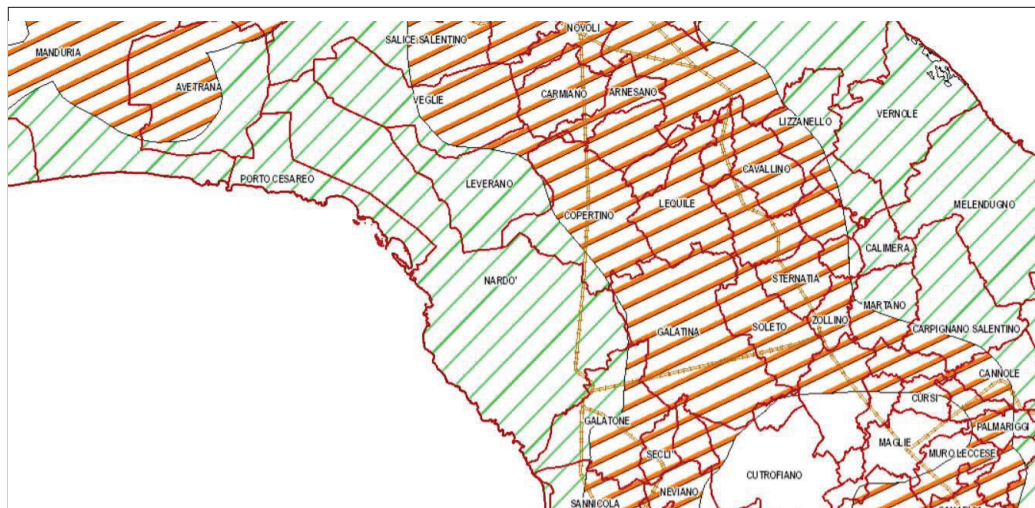 NOVOLI
SALICE SALENTINO
MANDURIA
AVETRANA
VEGLIE
CARMIANO
ARNESANO
LIZZANELLO
VERNOLE
CAVALLINO
PORTO CESAREO
LEVERANO
LEQUILE
MELENDUGNO
COPERTINO
CALIMERA
NARDO'
STERNATIA
MARTANO
ZOLLINO
GALATINA
SOLETO
CARPIGNANO SALENTINO
CANNOLE
CURSI
GALATONE
PALMARIGGI
MAGLIE
SECLI'
MURO LECCESE
CUTROFIANO
NEVIANO
SANNICOLA